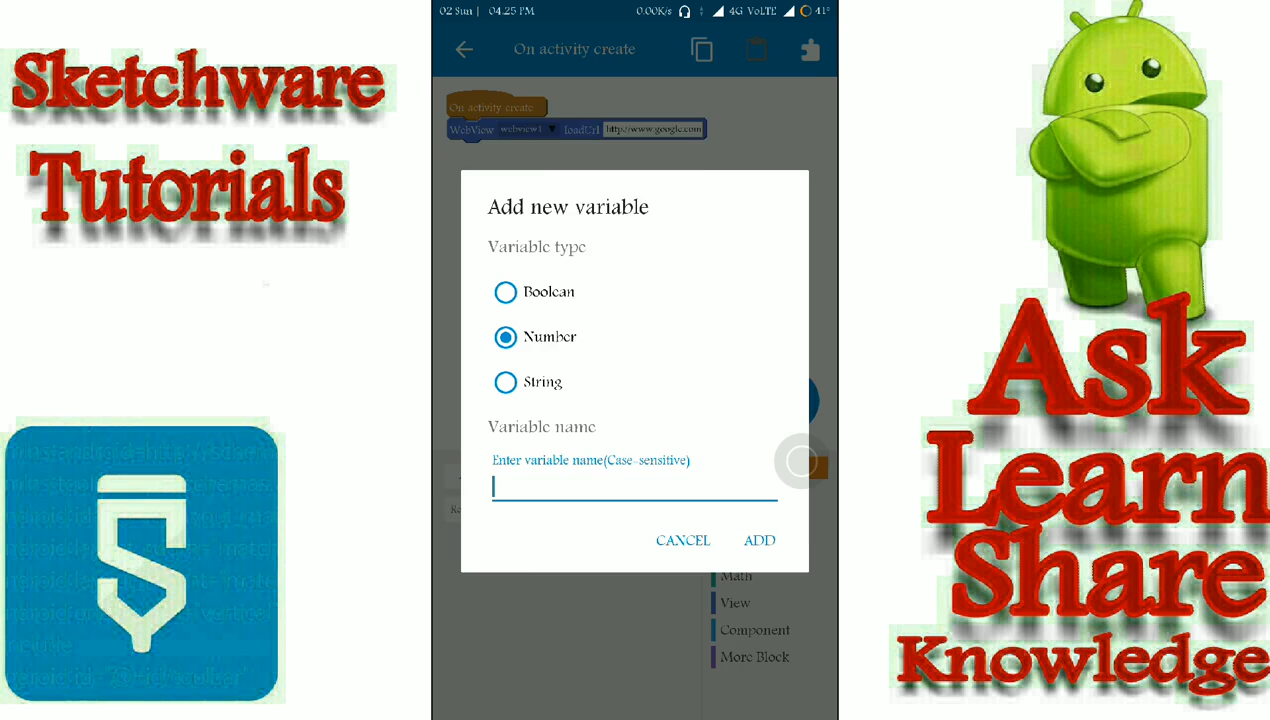 Sketchware
Tutorials
02 Sun | 04.25 PM
0.00K/s 4G VoLTE 41°
On activity create
On activity create
WebView webview1 loadUrl http://www.google.com
Add new variable
Variable type
Boolean
Number
String
Variable name
Enter variable name(Case-sensitive)
CANCEL ADD
Math
View
Component
More Block
Ask
Learn
Share
Knowledge